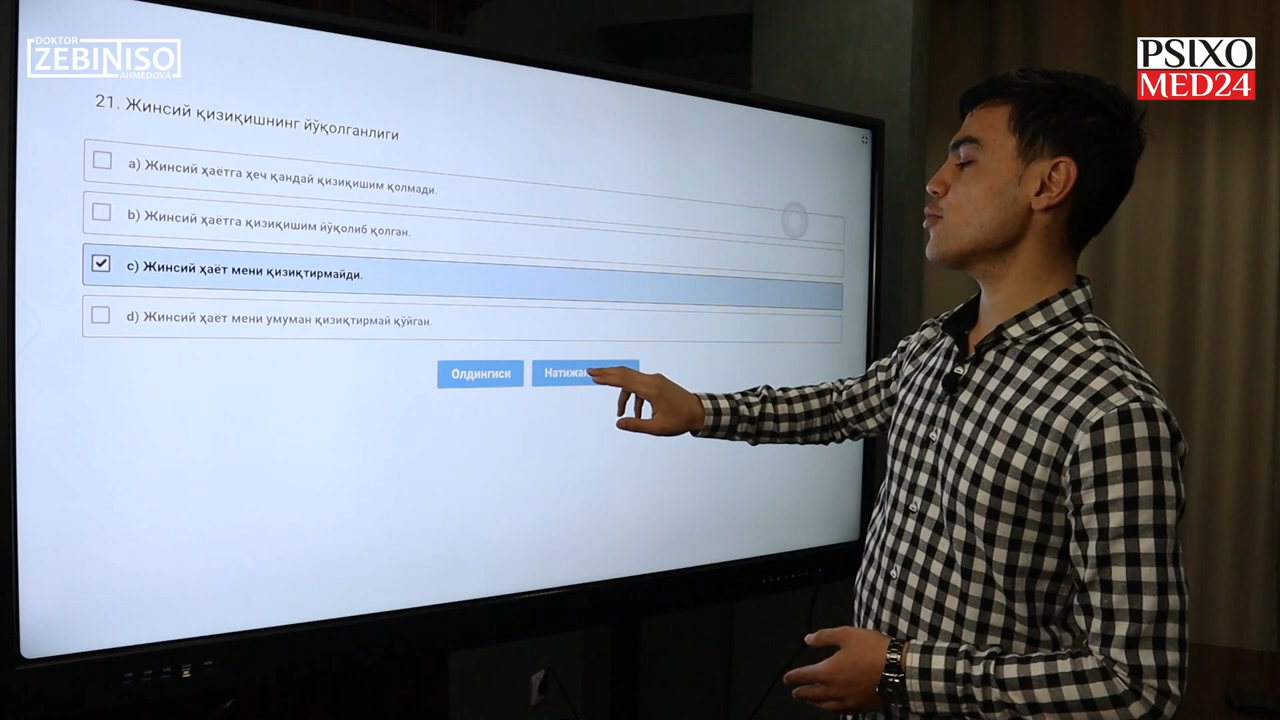 DOKTOR
ZEBINISO
AHMEDOVA
PSIXO
MED24
21. Жинсий қизиқишнинг йўқолганлиги
a) Жинсий ҳаётга ҳеч қандай қизиқишим қолмади.
b) Жинсий ҳаётга қизиқишим йўқолиб қолган.
c) Жинсий ҳаёт мени қизиқтирмайди.
d) Жинсий ҳаёт мени умуман қизиқтирмай қўйган.
Олдингиси